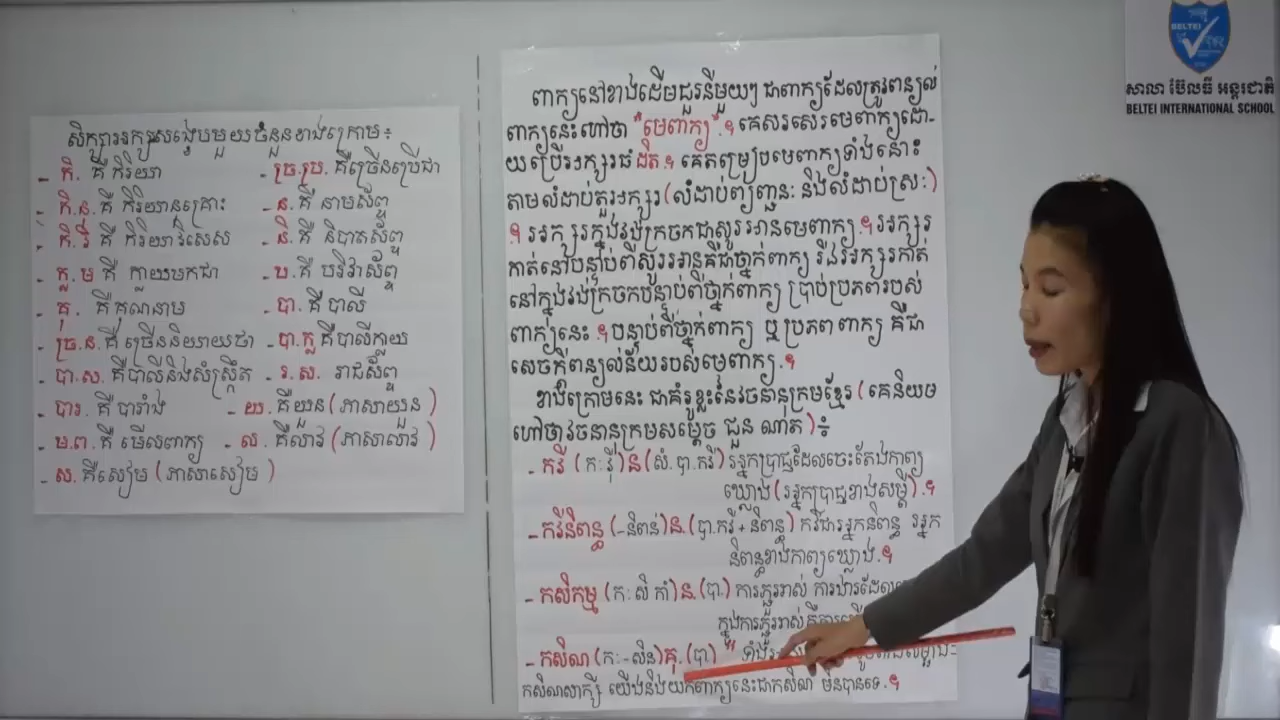 សិក្សាអក្សរសង្ខេបមួយចំនួនខាងក្រោម៖
- កិ. គឺ កិរិយា
- ច្រ.ប្រ. គឺច្រើនប្រើជា
- កិ.ន. គឺ កិរិយានុគ្រោះ
- ន. គឺ នាមស័ព្ទ
- កិ.វិ គឺ កិរិយាវិសេស
- និ. គឺ និបាតស័ព្ទ
- ក្ល.ម គឺ ក្លាយមកជា
- ប. គឺ បរិវាស័ព្ទ
- គុ. គឺ គុណនាម
- បា. គឺ បាលី
- ច្រ.ន. គឺ ច្រើននិយាយថា
- បា.ក្ល គឺបាលីក្លាយ
- បា.ស. គឺបាលីនិងសំស្ក្រឹត
- រ.ស. រាជស័ព្ទ
- បារ. គឺ បារាំង
- យ. គឺយួន (ភាសាយួន)
- ម.ព. គឺ មើលពាក្យ
- ល. គឺលាវ (ភាសាលាវ)
- ស. គឺសៀម (ភាសាសៀម)
ពាក្យនៅខាងដើមជួរនីមួយៗ ជាពាក្យដែលត្រូវពន្យល់
ពាក្យនេះហៅថា "មេពាក្យ"។ គេសរសេរមេពាក្យដោ-
យប្រើអក្សរធំ ដិត។ គេតម្រៀបមេពាក្យទាំងនោះ
តាមលំដាប់តួអក្សរ (លំដាប់ព្យញ្ជនៈ និងលំដាប់ស្រៈ)
។ អក្សរក្នុងវង់ក្រចកជាសូរអានមេពាក្យ។ អក្សរ
កាត់នៅបន្ទាប់ពីសូរអានគឺជាថ្នាក់ពាក្យ រីឯអក្សរកាត់
នៅក្នុងវង់ក្រចកបន្ទាប់ពីថ្នាក់ពាក្យ ប្រាប់ប្រភពរបស់
ពាក្យនេះ។ បន្ទាប់ពីថ្នាក់ពាក្យ ឬ ប្រភពពាក្យ គឺជា
សេចក្តីពន្យល់ន័យរបស់មេពាក្យ។
ខាងក្រោមនេះ ជាគំរូខ្លះនៃវចនានុក្រមខ្មែរ (គេនិយម
ហៅថាវចនានុក្រមសម្តេច ជួន ណាត)៖
- កវី (កៈវ៉ី) ន (សំ.បា.កវី) អ្នកប្រាជ្ញដែលចេះតែងកាព្យ
ឃ្លោង (អ្នកប្រាជ្ញខាងសម្តី)។
- កវីនិពន្ធ (-និពន់) ន. (បា.កវី + និពន្ធ) កវីជាអ្នកនិពន្ធ អ្នក
និពន្ធខាងកាព្យឃ្លោង។
- កសិកម្ម (កៈសិ កាំ) ន. (បា.) ការភ្ជួររាស់ ការងារដែល
ក្នុងការភ្ជួររាស់គឺការ
- កសិណ (កៈ-សិន) គុ. (បា)
កសិណសាក្សី យើងនឹងយកពាក្យនេះជាកសិណ មិនបានទេ។
សាលា ប៊ែលធី អន្តរជាតិ
BELTEI INTERNATIONAL SCHOOL
BELTEI